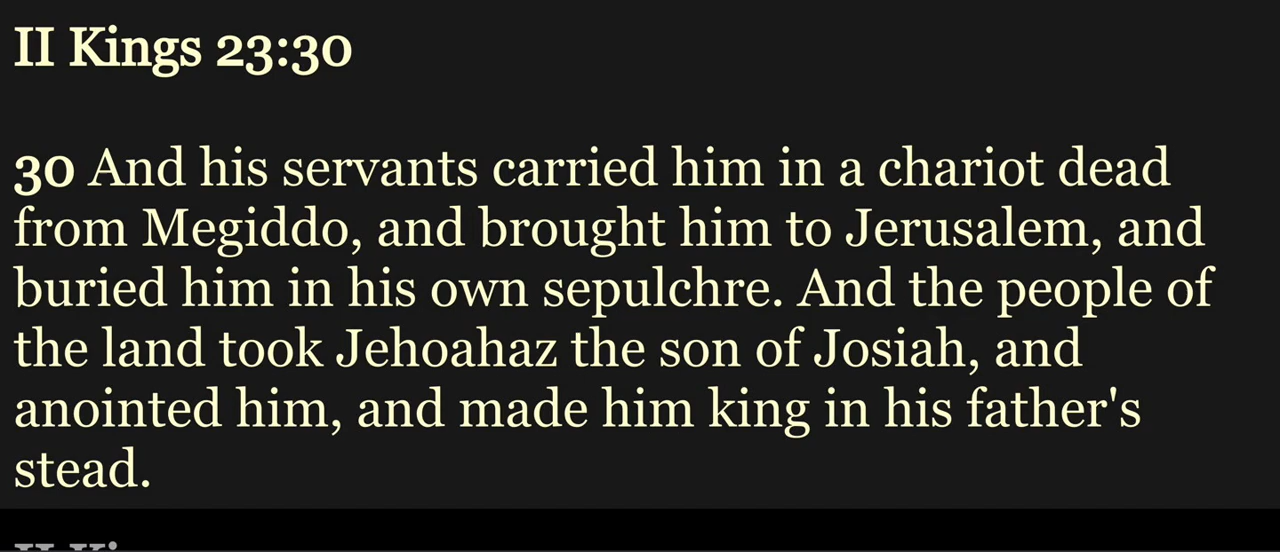 II Kings 23:30
30 And his servants carried him in a chariot dead
from Megiddo, and brought him to Jerusalem, and
buried him in his own sepulchre. And the people of
the land took Jehoahaz the son of Josiah, and
anointed him, and made him king in his father's
stead.